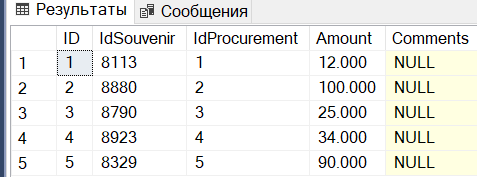 Результаты Сообщения
ID IdSouvenir IdProcurement Amount Comments
1 1 8113 1 12.000 NULL
2 2 8880 2 100.000 NULL
3 3 8790 3 25.000 NULL
4 4 8923 4 34.000 NULL
5 5 8329 5 90.000 NULL